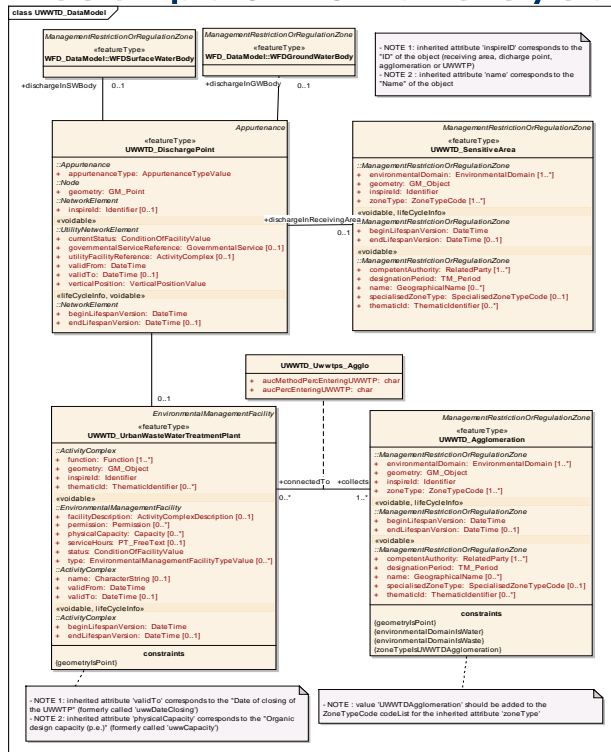 class UWWTD_DataModel
ManagementRestrictionOrRegulationZone
«featureType»
WFD_DataModel::WFDSurfaceWaterBody
ManagementRestrictionOrRegulationZone
«featureType»
WFD_DataModel::WFDGroundWaterBody
- NOTE 1: inherited attribute 'inspireID' corresponds to the
"ID" of the object (receiving area, dicharge point,
agglomeration or UWWTP)
- NOTE 2 : inherited attribute 'name' corresponds to the
"Name" of the object
+dischargeInSWBody 0..1
+dischargeInGWBody 0..1
Appurtenance
«featureType»
UWWTD_DischargePoint
::Appurtenance
+ appurtenanceType: AppurtenanceTypeValue
::Node
+ geometry: GM_Point
::NetworkElement
+ inspireId: Identifier [0..1]
«voidable»
::UtilityNetworkElement
+ currentStatus: ConditionOfFacilityValue
+ governmentalServiceReference: GovernmentalService [0..1]
+ utilityFacilityReference: ActivityComplex [0..1]
+ validFrom: DateTime
+ validTo: DateTime [0..1]
+ verticalPosition: VerticalPositionValue
«lifeCycleInfo, voidable»
::NetworkElement
+ beginLifespanVersion: DateTime
+ endLifespanVersion: DateTime [0..1]
+dischargeInReceivingArea
0..1
ManagementRestrictionOrRegulationZone
«featureType»
UWWTD_SensitiveArea
::ManagementRestrictionOrRegulationZone
+ environmentalDomain: EnvironmentalDomain [1..*]
+ geometry: GM_Object
+ inspireId: Identifier
+ zoneType: ZoneTypeCode [1..*]
«voidable, lifeCycleInfo»
::ManagementRestrictionOrRegulationZone
+ beginLifespanVersion: DateTime
+ endLifespanVersion: DateTime [0..1]
«voidable»
::ManagementRestrictionOrRegulationZone
+ competentAuthority: RelatedParty [1..*]
+ designationPeriod: TM_Period
+ name: GeographicalName [0..*]
+ specialisedZoneType: SpecialisedZoneTypeCode [0..1]
+ thematicId: ThematicIdentifier [0..*]
0..1
UWWTD_Uwwtps_Agglo
+ aucMethodPercEnteringUWWTP: char
+ aucPercEnteringUWWTP: char
EnvironmentalManagementFacility
«featureType»
UWWTD_UrbanWasteWaterTreatmentPlant
::ActivityComplex
+ function: Function [1..*]
+ geometry: GM_Object
+ inspireId: Identifier
+ thematicId: ThematicIdentifier [0..*]
«voidable»
::EnvironmentalManagementFacility
+ facilityDescription: ActivityComplexDescription [0..1]
+ permission: Permission [0..*]
+ physicalCapacity: Capacity [0..*]
+ serviceHours: PT_FreeText [0..1]
+ status: ConditionOfFacilityValue
+ type: EnvironmentalManagementFacilityTypeValue [0..*]
::ActivityComplex
+ name: CharacterString [0..1]
+ validFrom: DateTime
+ validTo: DateTime [0..1]
«voidable, lifeCycleInfo»
::ActivityComplex
+ beginLifespanVersion: DateTime
+ endLifespanVersion: DateTime [0..1]
constraints
{geometryIsPoint}
+connectedTo +collects
0..* 1..*
ManagementRestrictionOrRegulationZone
«featureType»
UWWTD_Agglomeration
::ManagementRestrictionOrRegulationZone
+ environmentalDomain: EnvironmentalDomain [1..*]
+ geometry: GM_Object
+ inspireId: Identifier
+ zoneType: ZoneTypeCode [1..*]
«voidable, lifeCycleInfo»
::ManagementRestrictionOrRegulationZone
+ beginLifespanVersion: DateTime
+ endLifespanVersion: DateTime [0..1]
«voidable»
::ManagementRestrictionOrRegulationZone
+ competentAuthority: RelatedParty [1..*]
+ designationPeriod: TM_Period
+ name: GeographicalName [0..*]
+ specialisedZoneType: SpecialisedZoneTypeCode [0..1]
+ thematicId: ThematicIdentifier [0..*]
constraints
{geometryIsPoint}
{environmentalDomainIsWater}
{environmentalDomainIsWaste}
{zoneTypeIsUWWTDAgglomeration}
- NOTE 1: inherited attribute 'validTo' corresponds to the "Date of closing of
the UWWTP" (formerly called 'uwwDateClosing')
- NOTE 2: inherited attribute 'physicalCapacity' corresponds to the "Organic
design capacity (p.e.)" (formerly called 'uwwCapacity')
- NOTE : value 'UWWTDAgglomeration' should be added to the
ZoneTypeCode codeList for the inherited attribute 'zoneType'